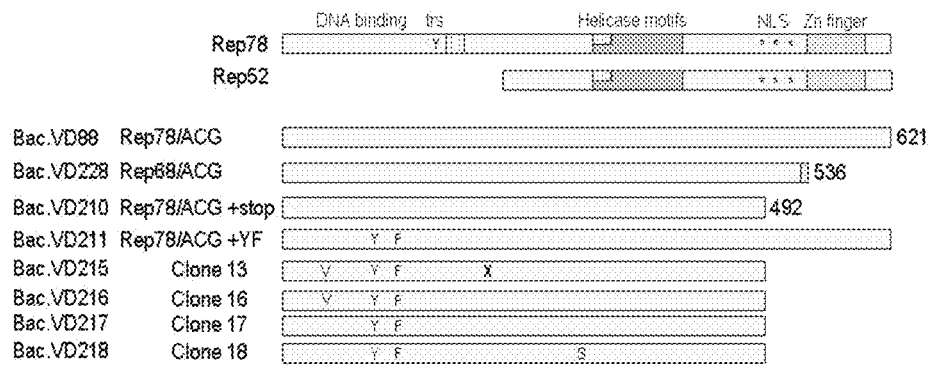 DNA binding trs Helicase motifs NLS Zn finger
Rep78 Y * * *
Rep52 * * *
Bac.VD88 Rep78/ACG 621
Bac.VD228 Rep68/ACG 536
Bac.VD210 Rep78/ACG +stop 492
Bac.VD211 Rep78/ACG +YF Y F
Bac.VD215 Clone 13 V Y F X
Bac.VD216 Clone 16 V Y F
Bac.VD217 Clone 17 Y F
Bac.VD218 Clone 18 Y F S